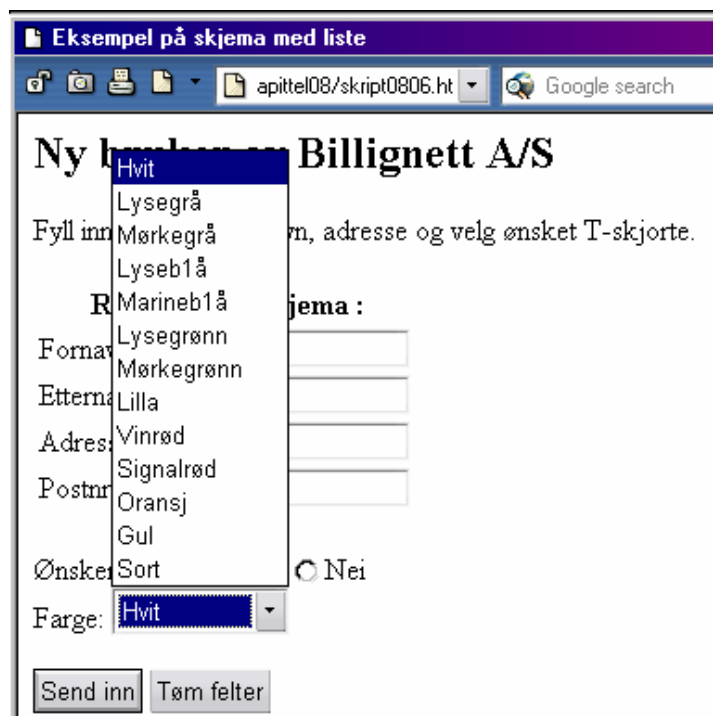 Eksempel på skjema med liste
apittel08/skript0806.ht
Google search
Ny Billignett A/S
Fyll inn adresse og velg ønsket T-skjorte.
Hvit
Lysegrå
Mørkegrå
Lyseb1å
Marineb1å
Lysegrønn
Mørkegrønn
Lilla
Vinrød
Signalrød
Oransj
Gul
Sort
jema :
Fornav
Etterna
Adres
Postnr
Ønsker Nei
Farge: Hvit
Send inn Tøm felter